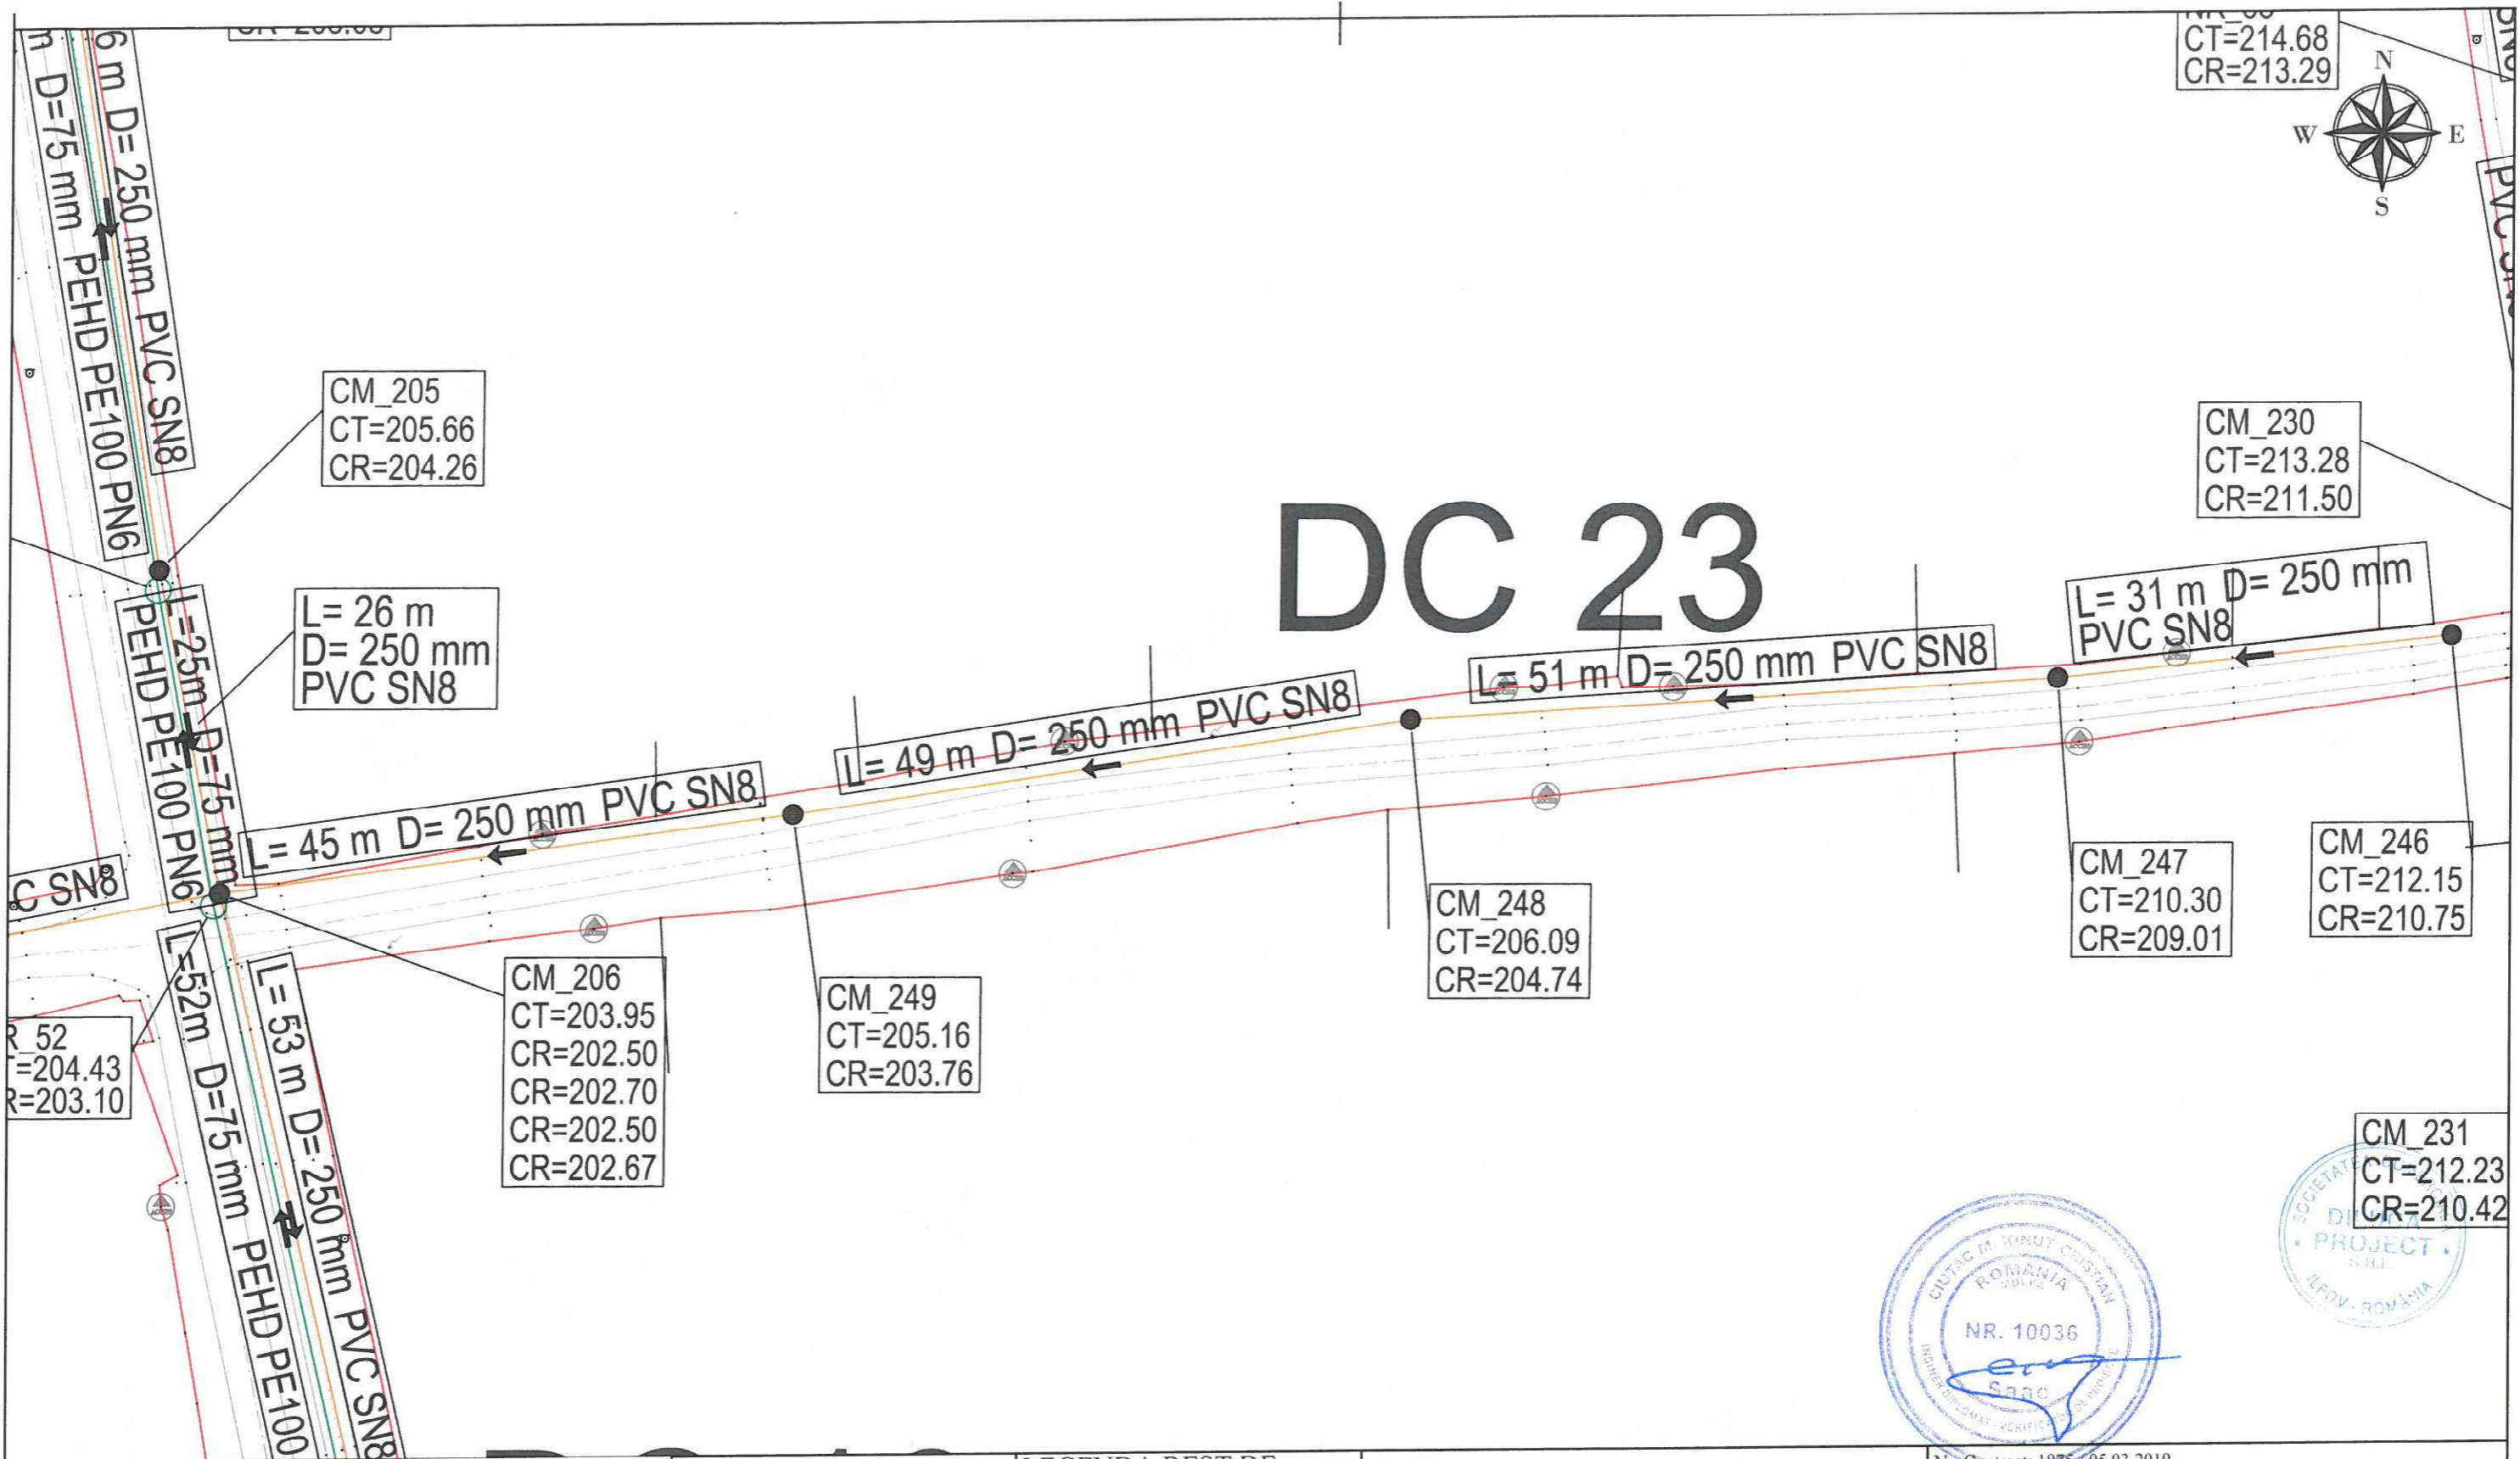 CT=214.68
CR=213.29
N
W
E
S
6 m D= 250 mm PVC SN8
m D=75 mm PEHD PE100 PN6
CM_205
CT=205.66
CR=204.26
CM_230
CT=213.28
CR=211.50
DC 23
L= 26 m
D= 250 mm
PVC SN8
L=25m D=75 mm
PEHD PE100 PN6
L= 31 m D= 250 mm
PVC SN8
L= 51 m D= 250 mm PVC SN8
L= 49 m D= 250 mm PVC SN8
L= 45 m D= 250 mm PVC SN8
C SN8
CM_246
CT=212.15
CR=210.75
CM_247
CT=210.30
CR=209.01
CM_248
CT=206.09
CR=204.74
CM_249
CT=205.16
CR=203.76
CM_206
CT=203.95
CR=202.50
CR=202.70
CR=202.50
CR=202.67
R_52
=204.43
R=203.10
L=52m D=75 mm PEHD PE100
L= 53 m D= 250 mm PVC SN8
CM_231
CT=212.23
CR=210.42
PROJECT
S.R.L.
ILFOV - ROMÂNIA
CIUTAC M. IONUT CRISTIAN
ROMANIA
NR. 10036
Saac